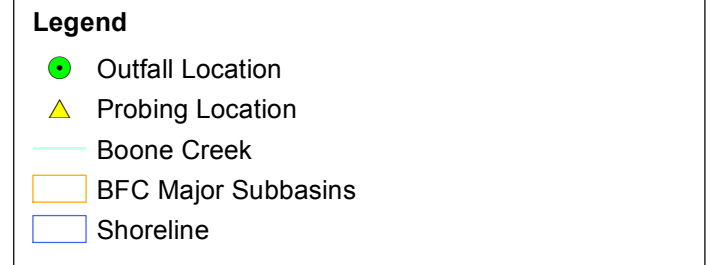 Legend
Outfall Location
Probing Location
Boone Creek
BFC Major Subbasins
Shoreline